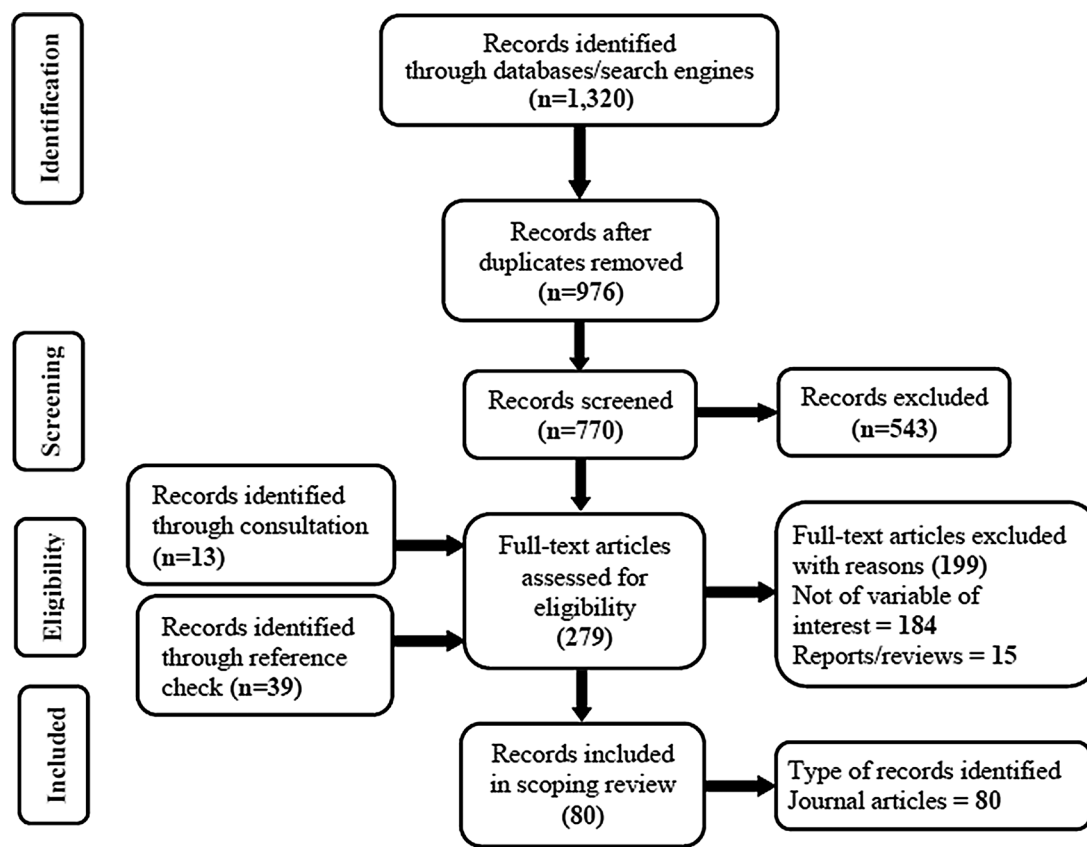 Identification
Records identified
through databases/search engines
(n=1,320)
Records after
duplicates removed
(n=976)
Screening
Records screened
(n=770)
Records excluded
(n=543)
Eligibility
Records identified
through consultation
(n=13)
Records identified
through reference
check (n=39)
Full-text articles
assessed for
eligibility
(279)
Full-text articles excluded
with reasons (199)
Not of variable of
interest = 184
Reports/reviews = 15
Included
Records included
in scoping review
(80)
Type of records identified
Journal articles = 80